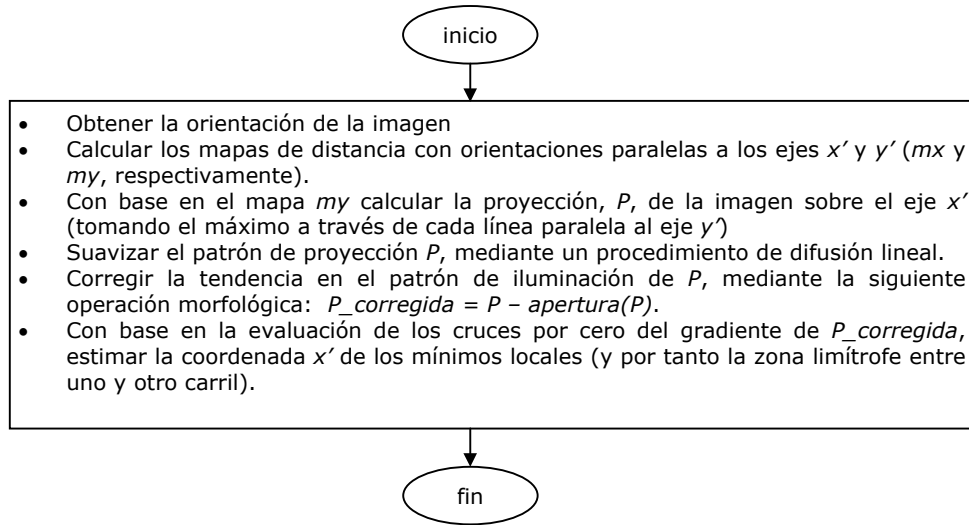 inicio
• Obtener la orientación de la imagen
• Calcular los mapas de distancia con orientaciones paralelas a los ejes x’ y y’ (mx y
my, respectivamente).
• Con base en el mapa my calcular la proyección, P, de la imagen sobre el eje x’
(tomando el máximo a través de cada línea paralela al eje y’)
• Suavizar el patrón de proyección P, mediante un procedimiento de difusión lineal.
• Corregir la tendencia en el patrón de iluminación de P, mediante la siguiente
operación morfológica: P_corregida = P – apertura(P).
• Con base en la evaluación de los cruces por cero del gradiente de P_corregida,
estimar la coordenada x’ de los mínimos locales (y por tanto la zona limítrofe entre
uno y otro carril).
fin